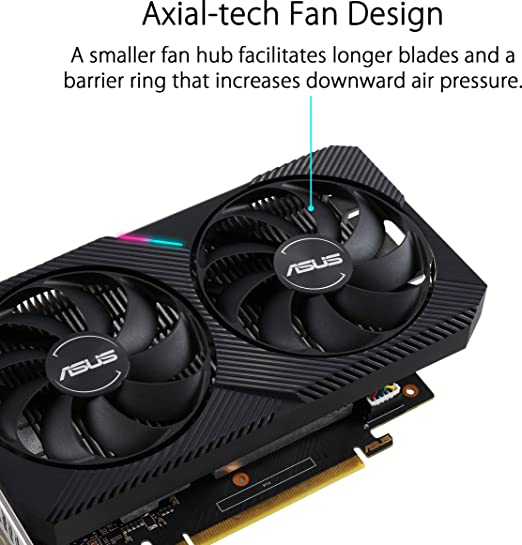 Axial-tech Fan Design
A smaller fan hub facilitates longer blades and a
barrier ring that increases downward air pressure.
ASUS
ASUS
ASUS